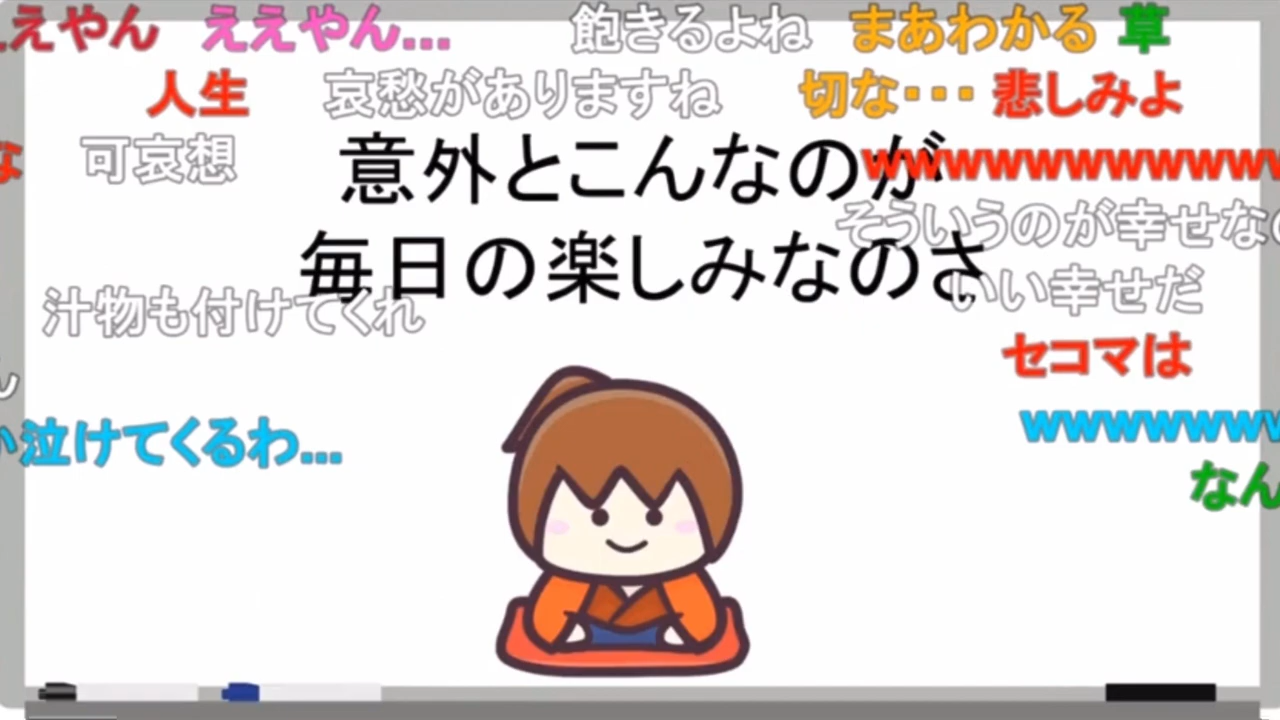 ええやん
ええやん...
飽きるよね
まあわかる
草
人生
哀愁がありますね
切な・・・
悲しみよ
な
可哀想
意外とこんなのが
wwwwwwwwwww
そういうのが幸せなの
毎日の楽しみなのさ
いい幸せだ
汁物も付けてくれ
セコマは
ん
い泣けてくるわ...
wwwwwwww
なん